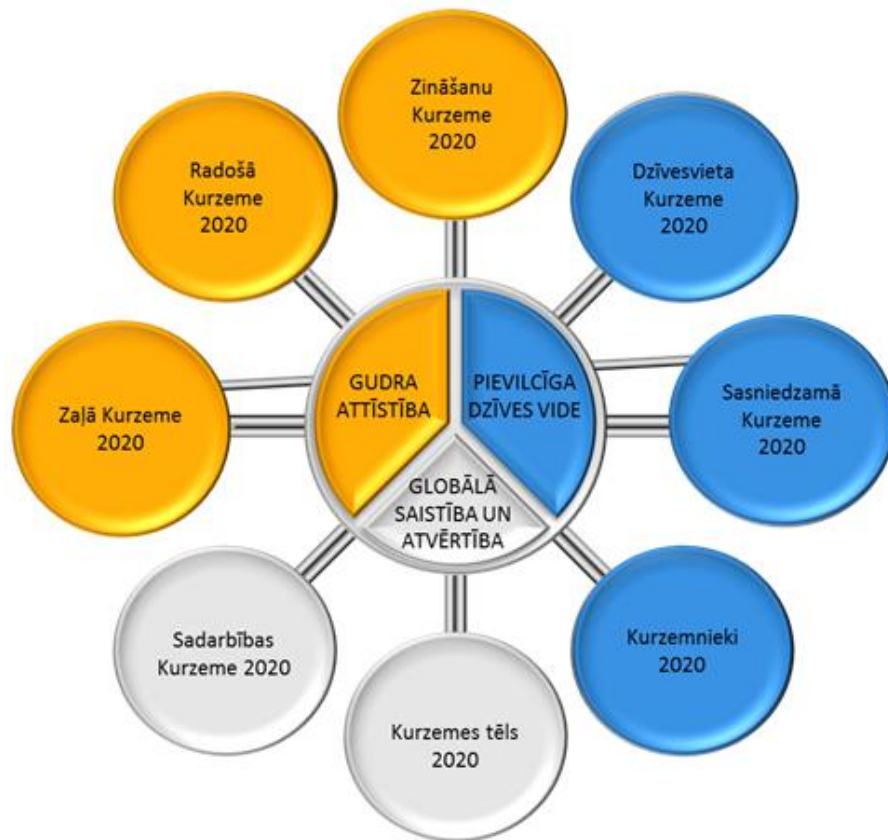 Zināšanu
Kurzeme
2020
Radošā
Kurzeme
2020
Dzīvesvieta
Kurzeme
2020
Zaļā Kurzeme
2020
GUDRA
ATTĪSTĪBA
PIEVILCĪGA
DZĪVES VIDE
Sasniedzamā
Kurzeme
2020
GLOBĀLĀ
SAISTĪBA UN
ATVĒRTĪBA
Sadarbības
Kurzeme 2020
Kurzemnieki
2020
Kurzemes tēls
2020